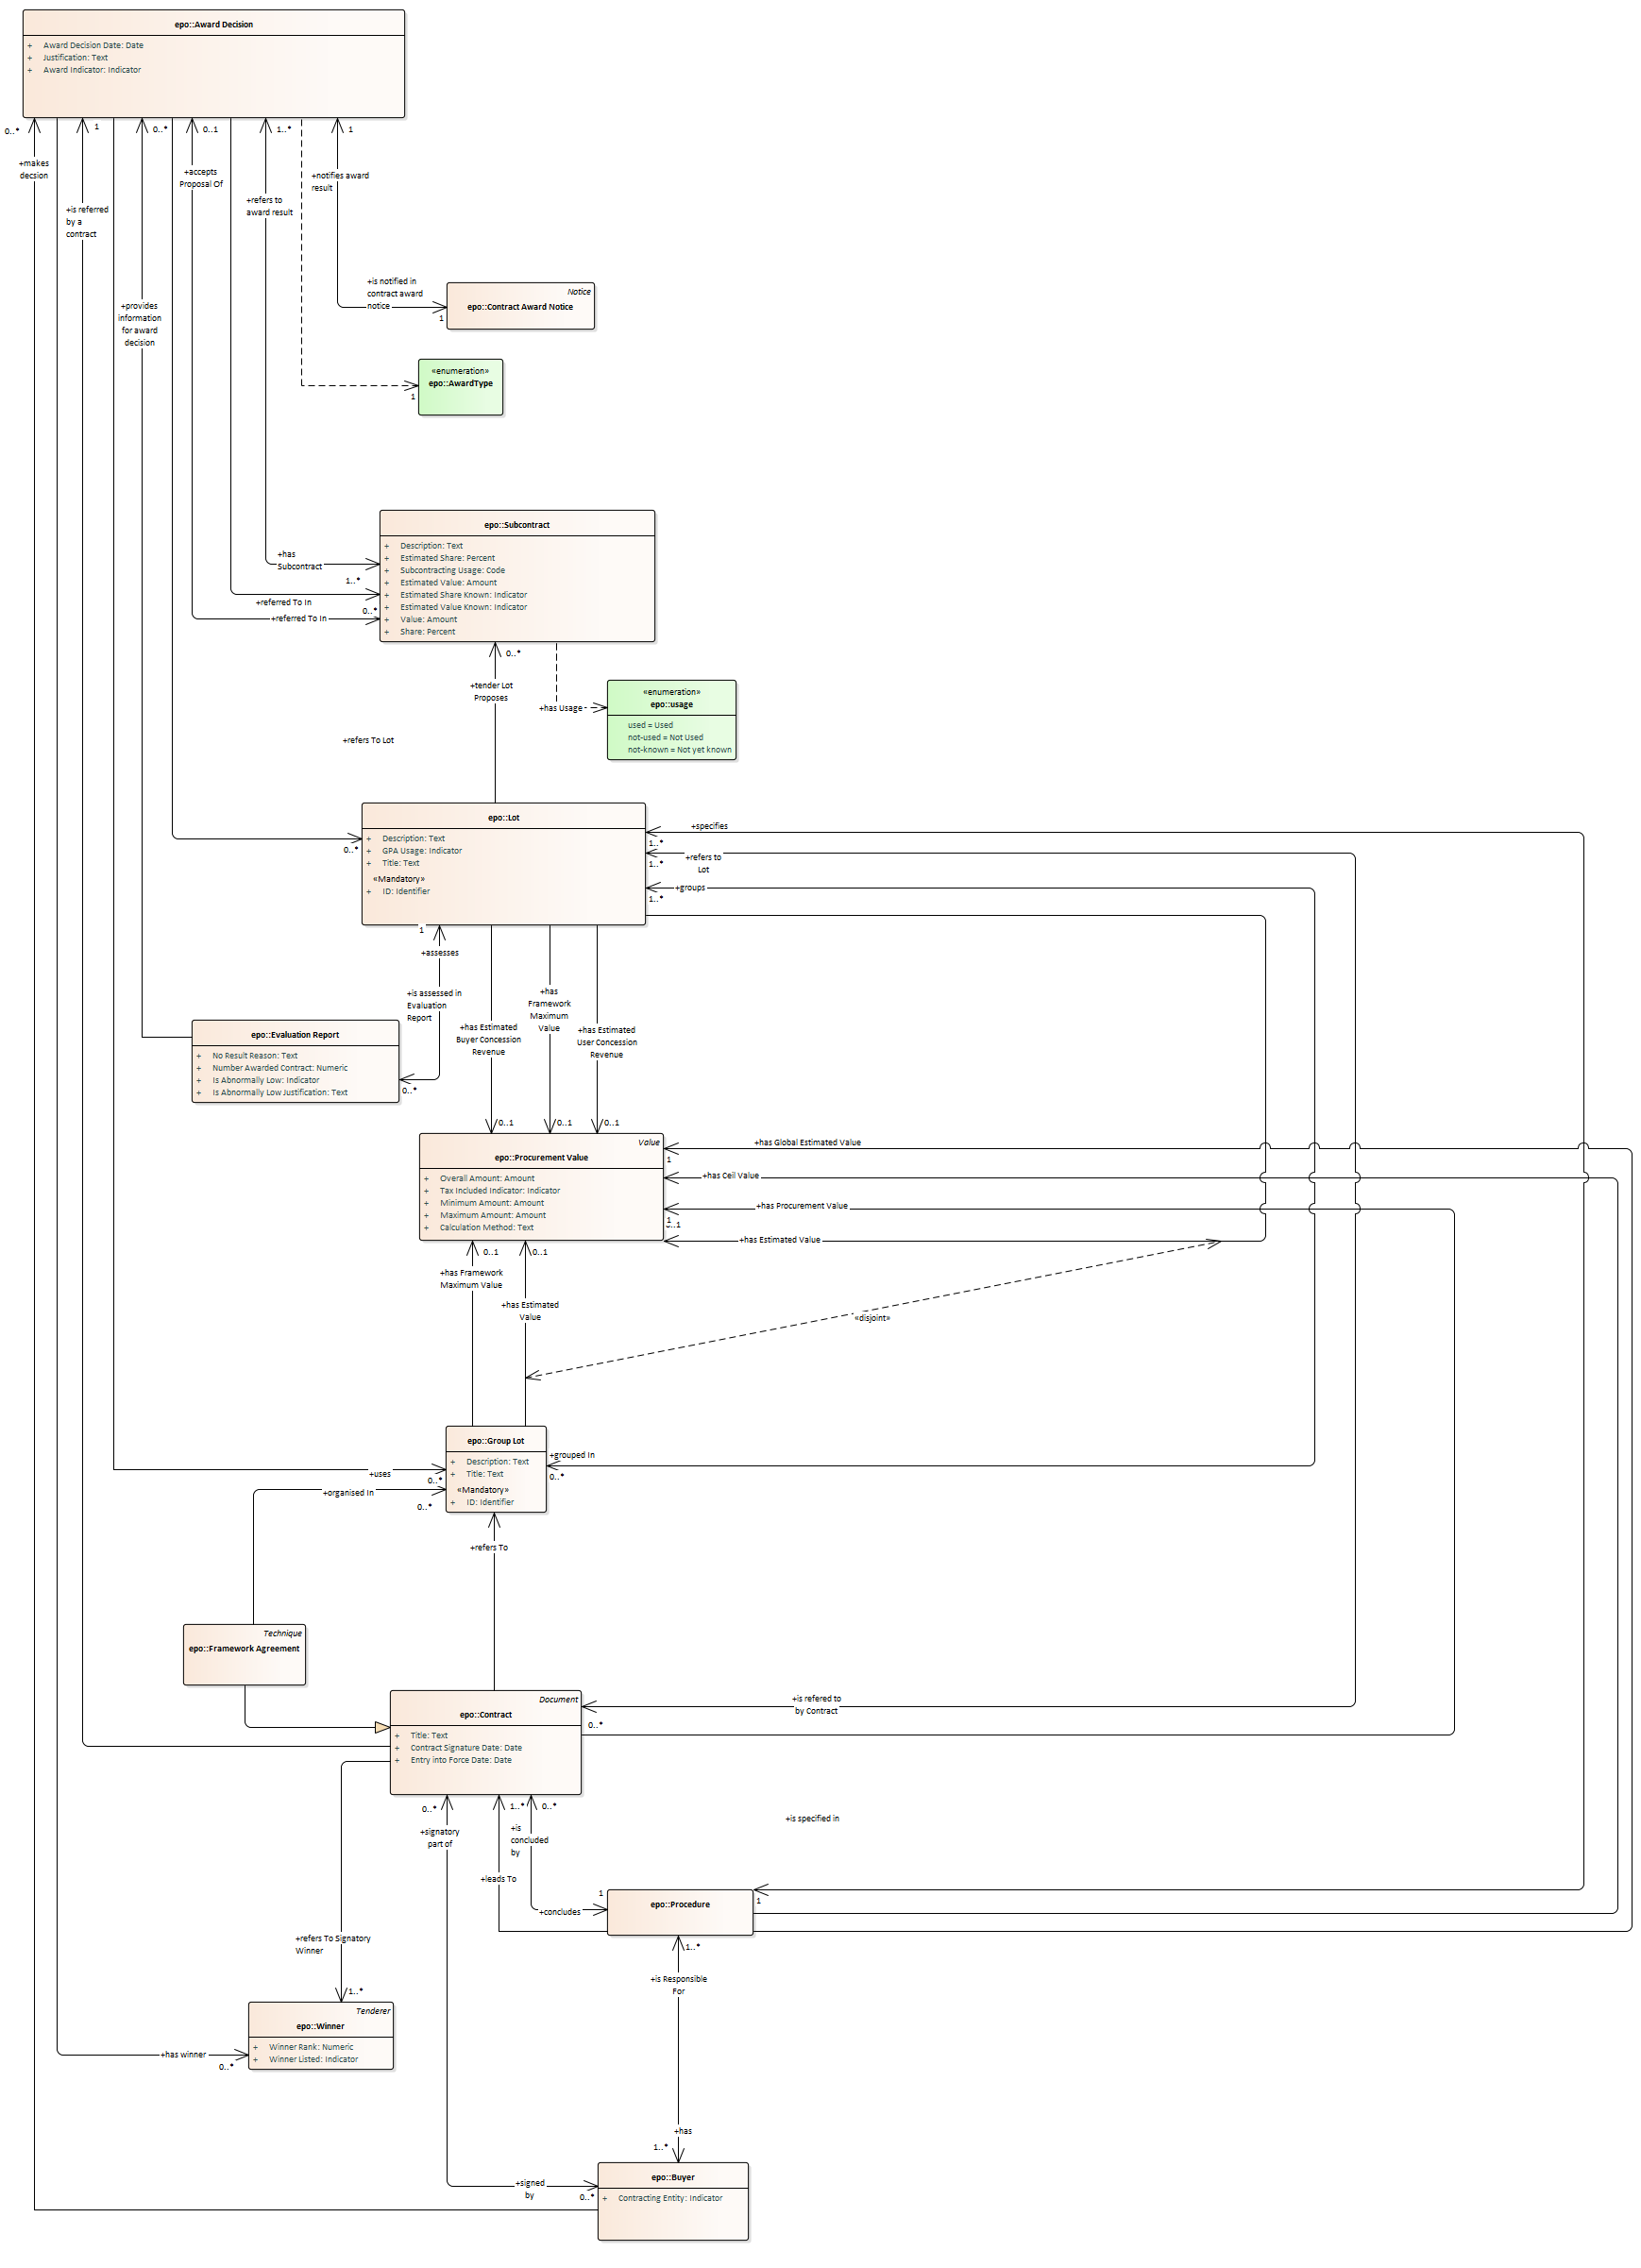 epo::Award Decision
+ Award Decision Date: Date
+ Justification: Text
+ Award Indicator: Indicator
0..*
1
0..*
0..1
1..*
1
+makes
decsion
+accepts
Proposal Of
+notifies award
result
+is referred
by a
contract
+refers to
award result
+is notified in
contract award
notice
1
Notice
epo::Contract Award Notice
+provides
information
for award
decision
«enumeration»
epo::AwardType
1
epo::Subcontract
+ Description: Text
+ Estimated Share: Percent
+ Subcontracting Usage: Code
+ Estimated Value: Amount
+ Estimated Share Known: Indicator
+ Estimated Value Known: Indicator
+ Value: Amount
+ Share: Percent
+has
Subcontract
1..*
+referred To In
0..*
+referred To In
0..*
+tender Lot
Proposes
+has Usage
«enumeration»
epo::usage
used = Used
not-used = Not Used
not-known = Not yet known
+refers To Lot
epo::Lot
+ Description: Text
+ GPA Usage: Indicator
+ Title: Text
«Mandatory»
+ ID: Identifier
0..*
+specifies
1..*
+refers to
Lot
1..*
+groups
1..*
1
+assesses
+is assessed in
Evaluation
Report
0..*
+has Estimated
Buyer Concession
Revenue
+has
Framework
Maximum
Value
+has Estimated
User Concession
Revenue
epo::Evaluation Report
+ No Result Reason: Text
+ Number Awarded Contract: Numeric
+ Is Abnormally Low: Indicator
+ Is Abnormally Low Justification: Text
0..1
0..1
0..1
Value
epo::Procurement Value
+ Overall Amount: Amount
+ Tax Included Indicator: Indicator
+ Minimum Amount: Amount
+ Maximum Amount: Amount
+ Calculation Method: Text
+has Global Estimated Value
1
+has Ceil Value
+has Procurement Value
1
0..1
+has Estimated Value
0..1
0..1
+has Framework
Maximum Value
+has Estimated
Value
«disjoint»
epo::Group Lot
+ Description: Text
+ Title: Text
«Mandatory»
+ ID: Identifier
+grouped In
0..*
+uses
0..*
+organised In
0..*
+refers To
Technique
epo::Framework Agreement
Document
epo::Contract
+ Title: Text
+ Contract Signature Date: Date
+ Entry into Force Date: Date
+is refered to
by Contract
0..*
0..*
1..*
0..*
+signatory
part of
+is
concluded
by
+leads To
+is specified in
1
+concludes
epo::Procedure
1
+refers To Signatory
Winner
1..*
1..*
+is Responsible
For
Tenderer
epo::Winner
+ Winner Rank: Numeric
+ Winner Listed: Indicator
+has winner
0..*
+has
1..*
+signed
by
0..*
epo::Buyer
+ Contracting Entity: Indicator